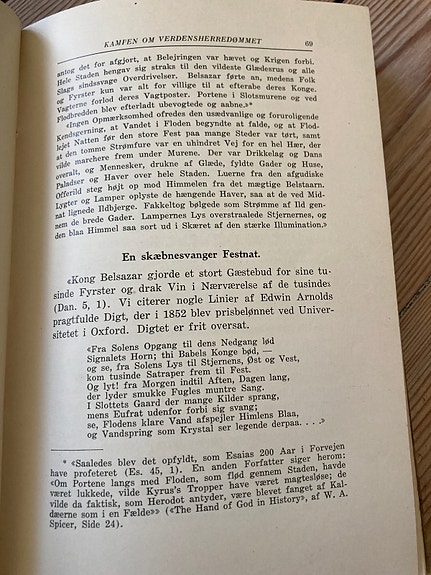 KAMPEN OM VERDENSHERREDØMMET 69
antog det for afgjort, at Belejringen var hævet og Krigen forbi.
Hele Staden hengav sig straks til den vildeste Glædesrus og alle
Slags sindssvage Overdrivelser. Belsazar førte an, medens Folk
og Fyrster kun var alt for villige til at efterabe deres Konge.
Vagterne forlod deres Vagtposter. Portene i Slotsmurene og ved
Flodbredden blev efterladt ubevogtede og aabne.»*
«Ingen Opmærksomhed ofredes den usædvanlige og foruroligende
Kendsgerning, at Vandet i Floden begyndte at falde, og at Flod-
lejet Natten før den store Fest paa mange Steder var tørt, samt
at den tomme Strømfure var en uhindret Vej for en hel Hær, der
vilde marchere frem under Murene. Der var Drikkelag og Dans
overalt, og Mennesker, drukne af Glæde, fyldte Gader og Huse,
Paladser og Haver over hele Staden. Luerne fra den afgudiske
Offerild steg højt op mod Himmelen fra det mægtige Belstaarn.
Lygter og Lamper oplyste de hængende Haver, saa at de ved Mid-
nat lignede Ildbjerge. Fakkeltog bølgede som Strømme af Ild gen-
nem de brede Gader. Lampernes Lys overstraalede Stjernernes, og
den blaa Himmel saa sort ud i Skæret af den stærke Illumination.»
En skæbnesvanger Festnat.
«Kong Belsazar gjorde et stort Gæstebud for sine tu-
sinde Fyrster og drak Vin i Nærværelse af de tusinde»
(Dan. 5, 1). Vi citerer nogle Linier af Edwin Arnolds
pragtfulde Digt, der i 1852 blev prisbelønnet ved Univer-
sitetet i Oxford. Digtet er frit oversat.
«Fra Solens Opgang til dens Nedgang lød
Signalets Horn; thi Babels Konge bød, —
og se, fra Solens Lys til Stjernens, Øst og Vest,
kom tusinde Satraper frem til Fest.
Og lyt! fra Morgen indtil Aften, Dagen lang,
der lyder smukke Fugles muntre Sang.
I Slottets Gaard der mange Kilder sprang,
mens Eufrat udenfor forbi sig svang;
se, Flodens klare Vand afspejler Himlens Blaa,
og Vandspring som Krystal ser legende derpaa. . . .»
* «Saaledes blev det opfyldt, som Esaias 200 Aar i Forvejen
have profeteret (Es. 45, 1). En anden Forfatter siger herom:
«Om Portene langs med Floden, som flød gennem Staden, havde
været lukkede, vilde Kyrus's Tropper have været magtesløse; de
vilde da faktisk, som Herodot antyder, være blevet fanget af Kal-
dæerne som i en Fælde»» («The Hand of God in History», af W. A.
Spicer, Side 24).